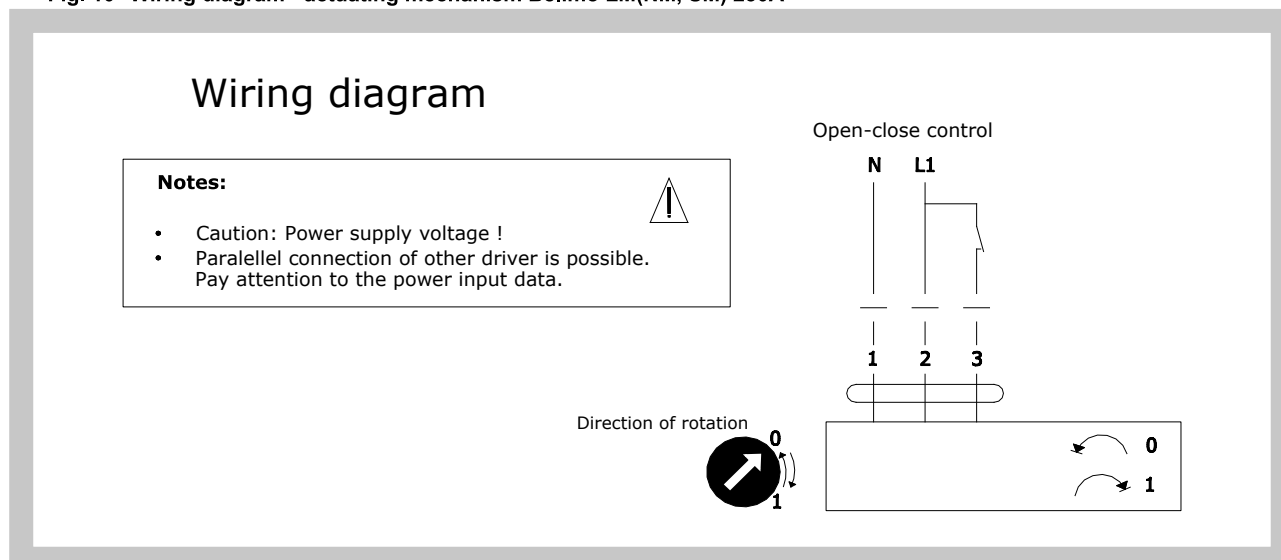 Wiring diagram
Notes:
• Caution: Power supply voltage !
• Paralellel connection of other driver is possible.
Pay attention to the power input data.
Open-close control
N L1
1 2 3
Direction of rotation
0
1
0
1